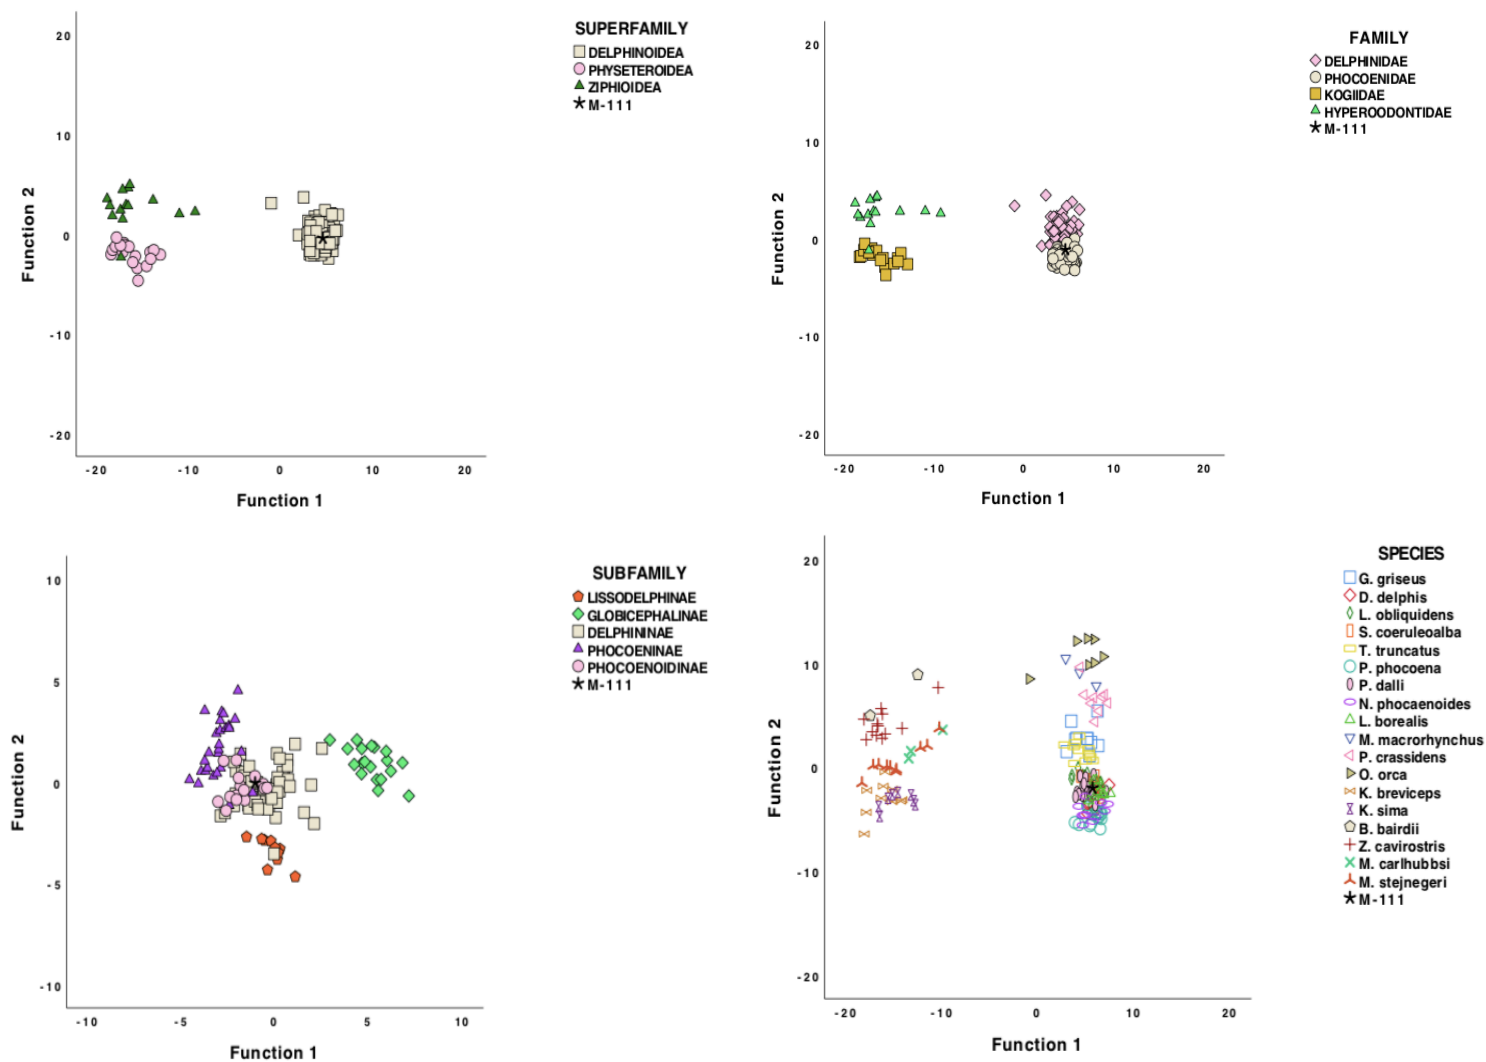 SUPERFAMILY
DELPHINOIDEA
PHYSETEROIDEA
ZIPHIOIDEA
M-111
20
10
0
-10
-20
Function 2
-20
-10
0
10
20
Function 1
FAMILY
DELPHINIDAE
PHOCOENIDAE
KOGIIDAE
HYPEROODONTIDAE
M-111
20
10
0
-10
-20
Function 2
-20
-10
0
10
20
Function 1
SUBFAMILY
LISSODELPHINAE
GLOBICEPHALINAE
DELPHININAE
PHOCOENINAE
PHOCOENOIDINAE
M-111
10
5
0
-5
-10
Function 2
-10
-5
0
5
10
Function 1
SPECIES
G. griseus
D. delphis
L. obliquidens
S. coeruleoalba
T. truncatus
P. phocoena
P. dalli
N. phocaenoides
L. borealis
M. macrorhynchus
P. crassidens
O. orca
K. breviceps
K. sima
B. bairdii
Z. cavirostris
M. carlhubbsi
M. stejnegeri
M-111
20
10
0
-10
-20
Function 2
-20
-10
0
10
20
Function 1